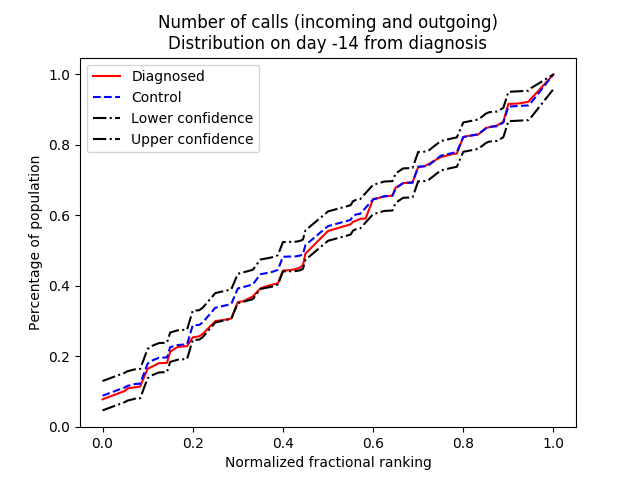 Number of calls (incoming and outgoing)
Distribution on day -14 from diagnosis
Diagnosed
Control
Lower confidence
Upper confidence
Percentage of population
1.0
0.8
0.6
0.4
0.2
0.0
0.0 0.2 0.4 0.6 0.8 1.0
Normalized fractional ranking